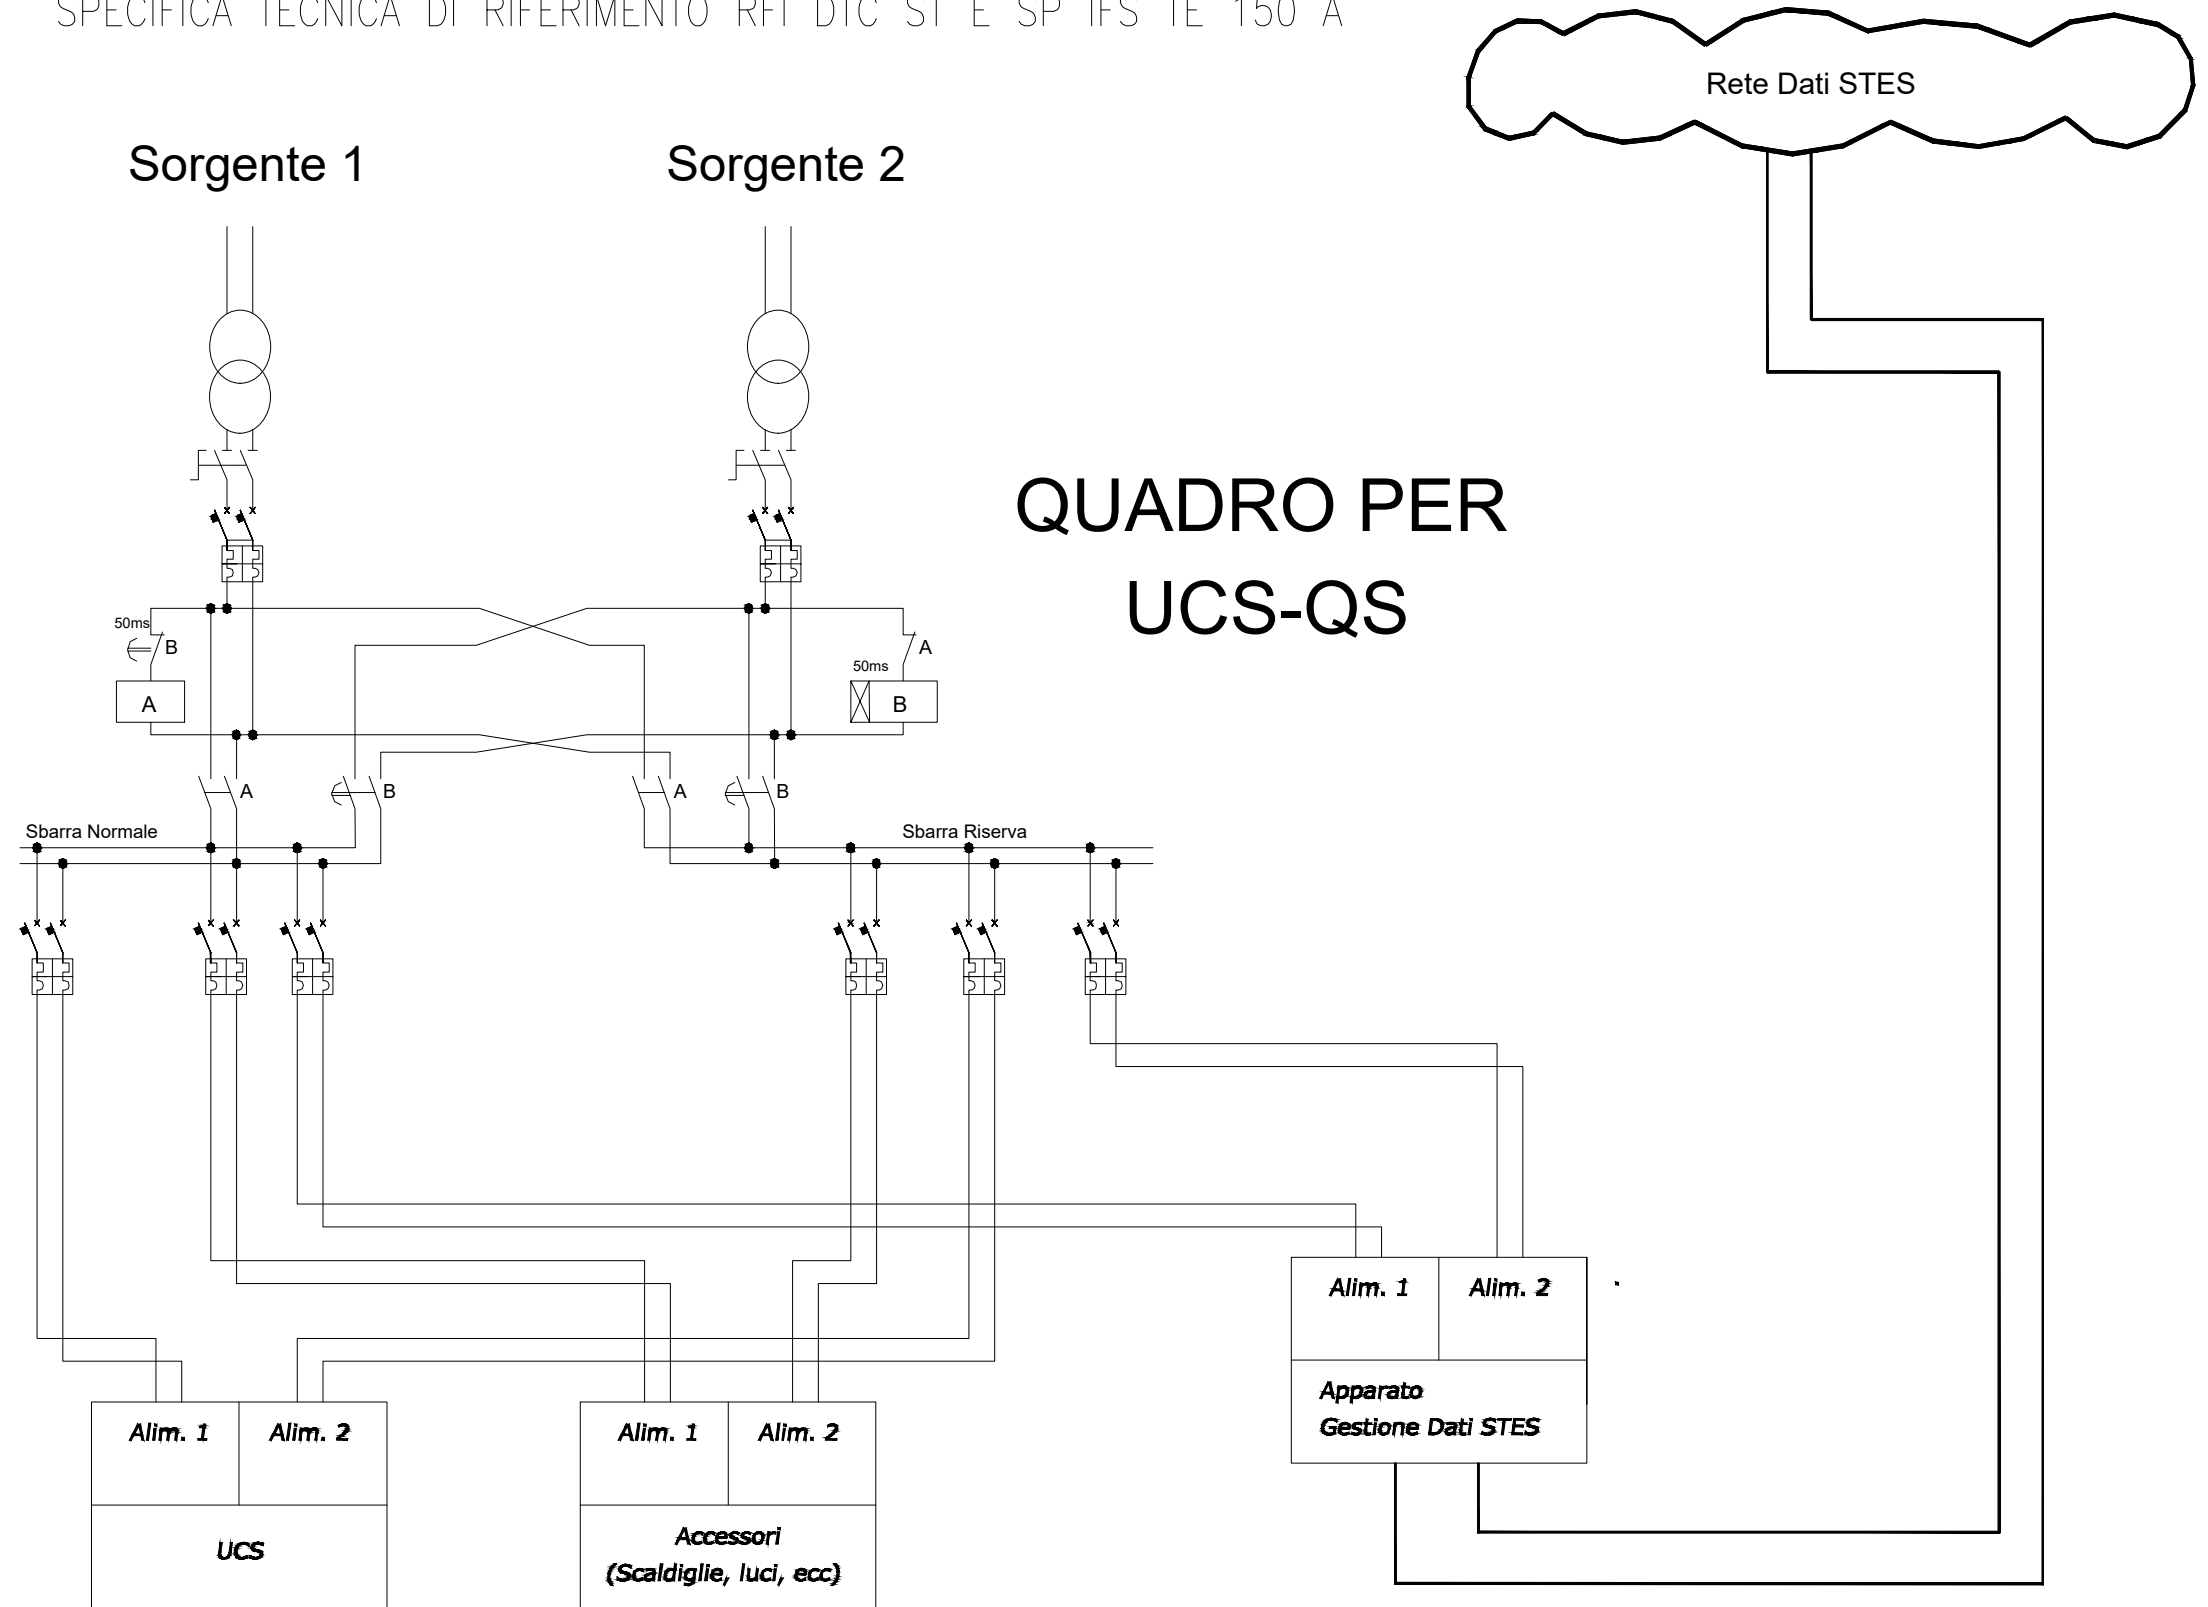 SPECIFICA TECNICA DI RIFERIMENTO RFI DTC ST E SP IFS TE 150 A
Rete Dati STES
Sorgente 1
Sorgente 2
QUADRO PER
UCS-QS
50ms
B
A
A
50ms
B
A
B
A
B
Sbarra Normale
Sbarra Riserva
Alim. 1
Alim. 2
Apparato
Gestione Dati STES
Alim. 1
Alim. 2
UCS
Alim. 1
Alim. 2
Accessori
(Scaldiglie, luci, ecc)